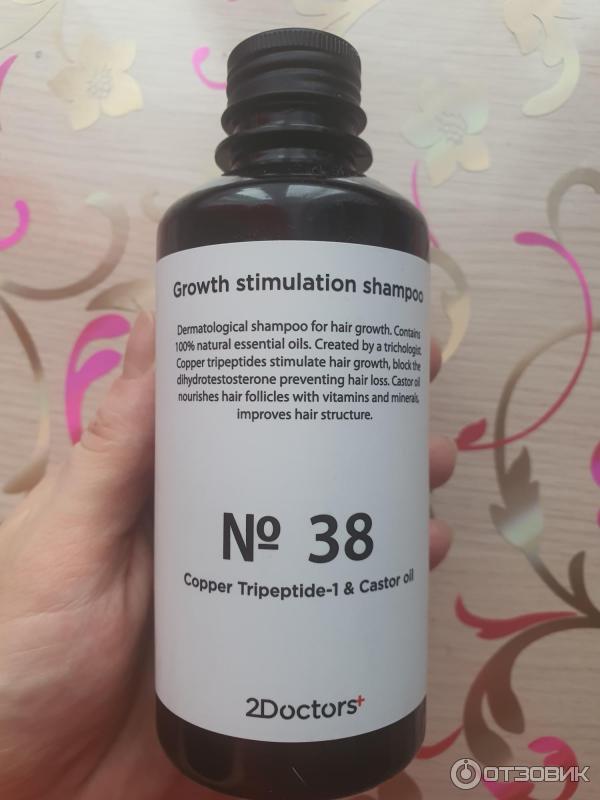 Growth stimulation shampoo
Dermatological shampoo for hair growth. Contains
100% natural essential oils. Created by a trichologist.
Copper tripeptides stimulate hair growth, block the
dihydrotestosterone preventing hair loss. Castor oil
nourishes hair follicles with vitamins and minerals,
improves hair structure.
№ 38
Copper Tripeptide-1 & Castor oil
2Doctors+
ОТЗОВИК